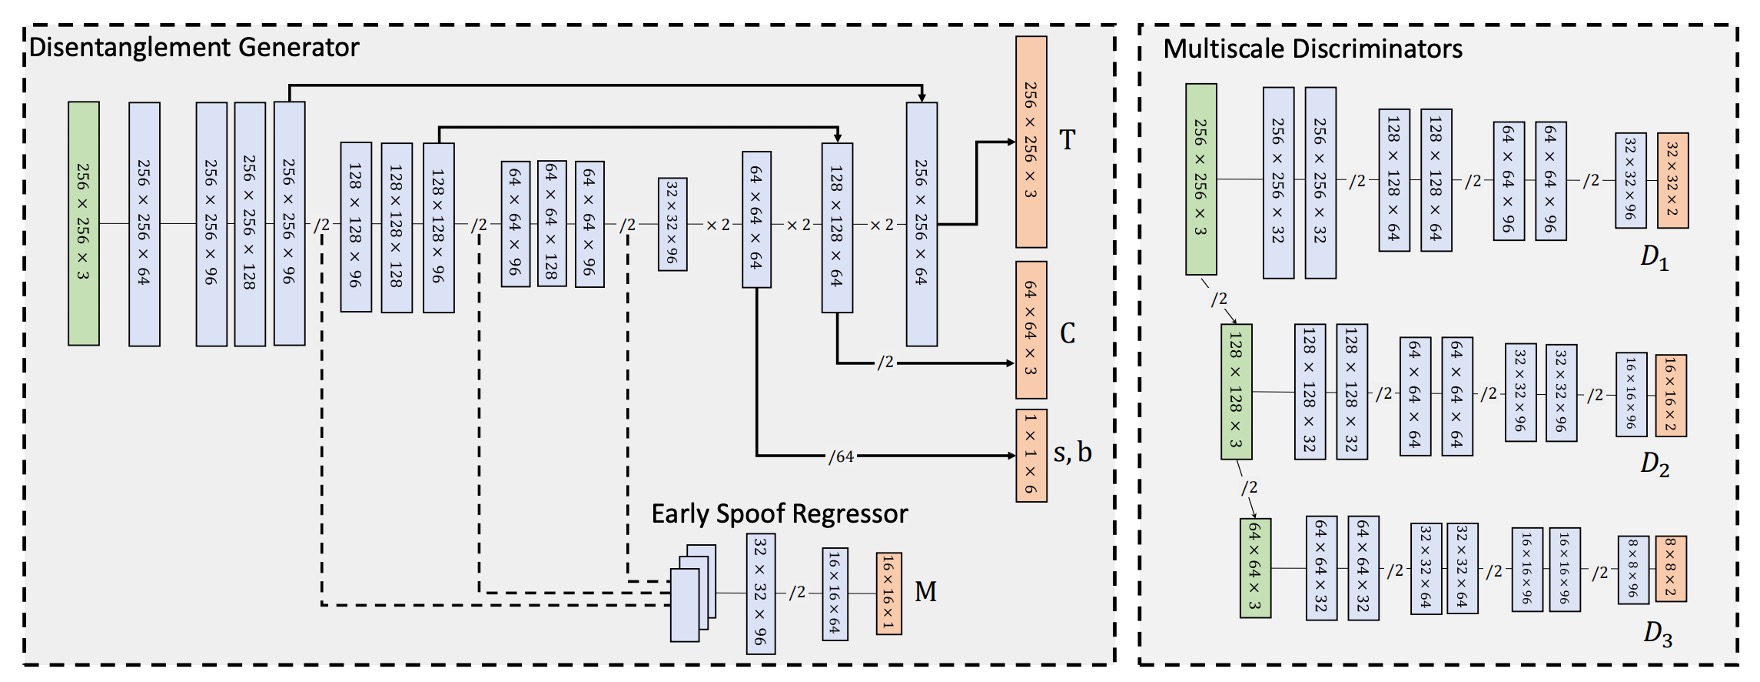 Disentanglement Generator
256 × 256 × 3
256 × 256 × 64
256 × 256 × 96
256 × 256 × 128
256 × 256 × 96
/2
128 × 128 × 96
128×128×128
128×128×96
/2
64 × 64 × 96
64 × 64 × 128
64 × 64 × 96
/2
32×32×96
× 2
64 × 64 × 64
× 2
128 × 128 × 64
× 2
256 × 256 × 64
256 × 256 × 3
T
/2
64 × 64 × 3
C
/64
1 × 1 × 6
s, b
Early Spoof Regressor
32 × 32 × 96
/2
16×16×64
16×16×1
M
Multiscale Discriminators
256 × 256 × 3
256 × 256 × 32
256 × 256 × 32
/2
128 × 128 × 64
128 × 128 × 64
/2
64 × 64 × 96
64 × 64 × 96
/2
32×32×96
32×32×2
D₁
/2
128 × 128 × 3
128 × 128 × 32
128 × 128 × 32
/2
64 × 64 × 64
64 × 64 × 64
/2
32×32×96
32×32×96
/2
16×16×96
16×16×2
D₂
/2
64×64×3
64×64×32
64×64×32
/2
32×32×64
32×32×64
/2
16×16×96
16×16×96
/2
8×8×96
8×8×2
D₃